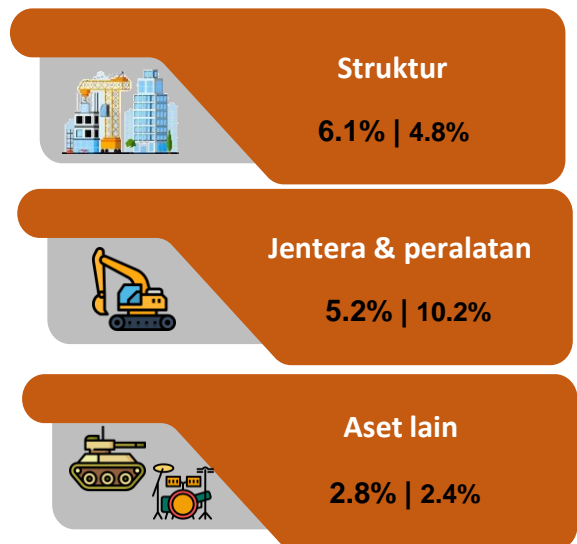 Struktur
6.1% | 4.8%
Jentera & peralatan
5.2% | 10.2%
Aset lain
2.8% | 2.4%